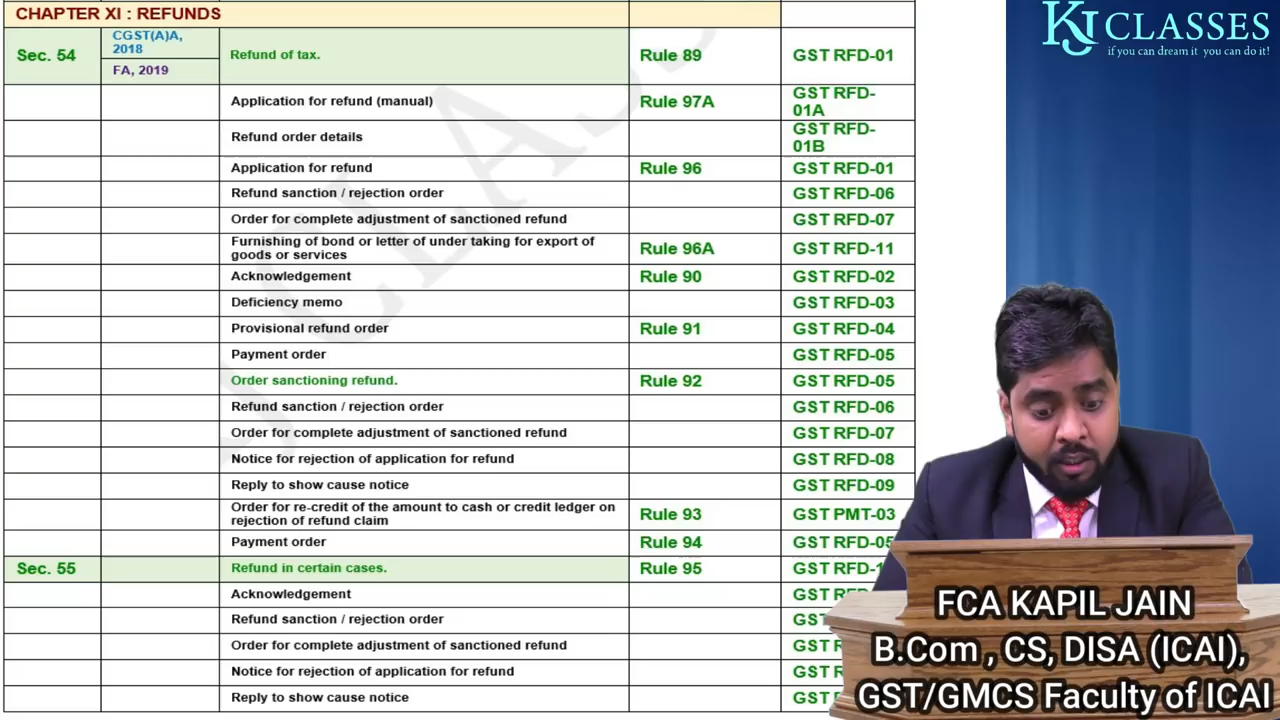 CHAPTER XI : REFUNDS
KJ CLASSES
if you can dream it you can do it!
Sec. 54 CGST(A)A, 2018 FA, 2019 Refund of tax. Rule 89 GST RFD-01
Application for refund (manual) Rule 97A GST RFD-01A
Refund order details GST RFD-01B
Application for refund Rule 96 GST RFD-01
Refund sanction / rejection order GST RFD-06
Order for complete adjustment of sanctioned refund GST RFD-07
Furnishing of bond or letter of under taking for export of goods or services Rule 96A GST RFD-11
Acknowledgement Rule 90 GST RFD-02
Deficiency memo GST RFD-03
Provisional refund order Rule 91 GST RFD-04
Payment order GST RFD-05
Order sanctioning refund. Rule 92 GST RFD-05
Refund sanction / rejection order GST RFD-06
Order for complete adjustment of sanctioned refund GST RFD-07
Notice for rejection of application for refund GST RFD-08
Reply to show cause notice GST RFD-09
Order for re-credit of the amount to cash or credit ledger on rejection of refund claim Rule 93 GST PMT-03
Payment order Rule 94 GST RFD-05
Sec. 55 Refund in certain cases. Rule 95 GST
Acknowledgement GST
Refund sanction / rejection order GST
Order for complete adjustment of sanctioned refund GST
Notice for rejection of application for refund GST
Reply to show cause notice GST
FCA KAPIL JAIN
B.Com , CS, DISA (ICAI),
GST/GMCS Faculty of ICAI